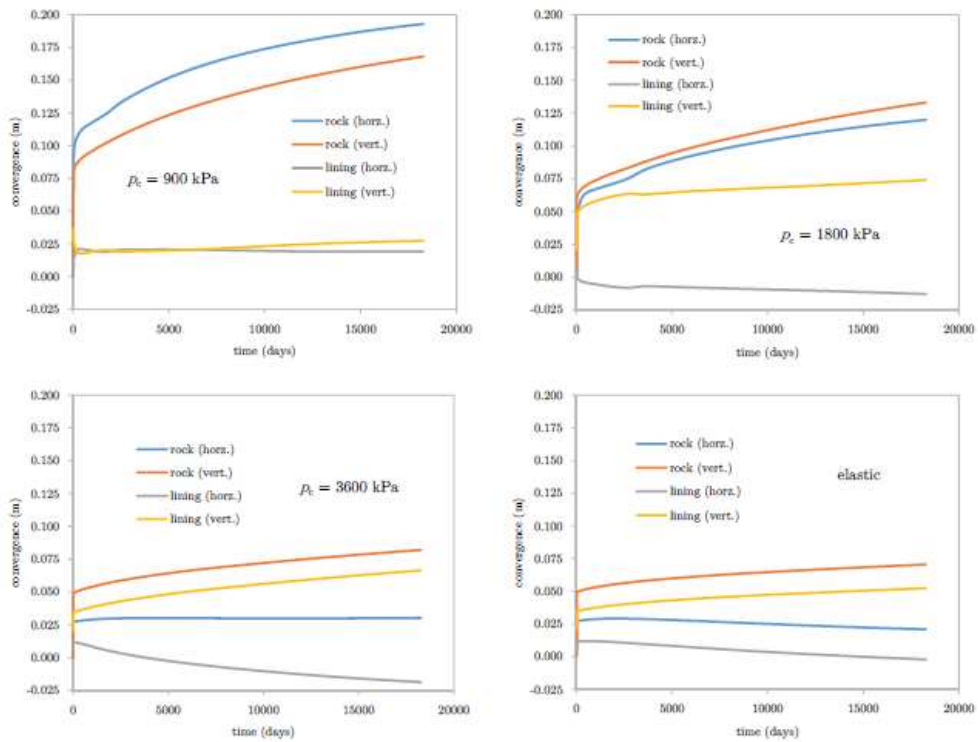 0.200
0.175
0.150
0.125
0.100
0.075
0.050
0.025
0.000
-0.025
convergence (m)
rock (horz.)
rock (vert.)
lining (horz.)
lining (vert.)
p_c = 900 kPa
0 5000 10000 15000 20000
time (days)
0.200
0.175
0.150
0.125
0.100
0.075
0.050
0.025
0.000
-0.025
convergence (m)
rock (horz.)
rock (vert.)
lining (horz.)
lining (vert.)
p_c = 1800 kPa
0 5000 10000 15000 20000
time (days)
0.200
0.175
0.150
0.125
0.100
0.075
0.050
0.025
0.000
-0.025
convergence (m)
rock (horz.)
rock (vert.)
lining (horz.)
lining (vert.)
p_c = 3600 kPa
0 5000 10000 15000 20000
time (days)
0.200
0.175
0.150
0.125
0.100
0.075
0.050
0.025
0.000
-0.025
convergence (m)
rock (horz.)
rock (vert.)
lining (horz.)
lining (vert.)
elastic
0 5000 10000 15000 20000
time (days)